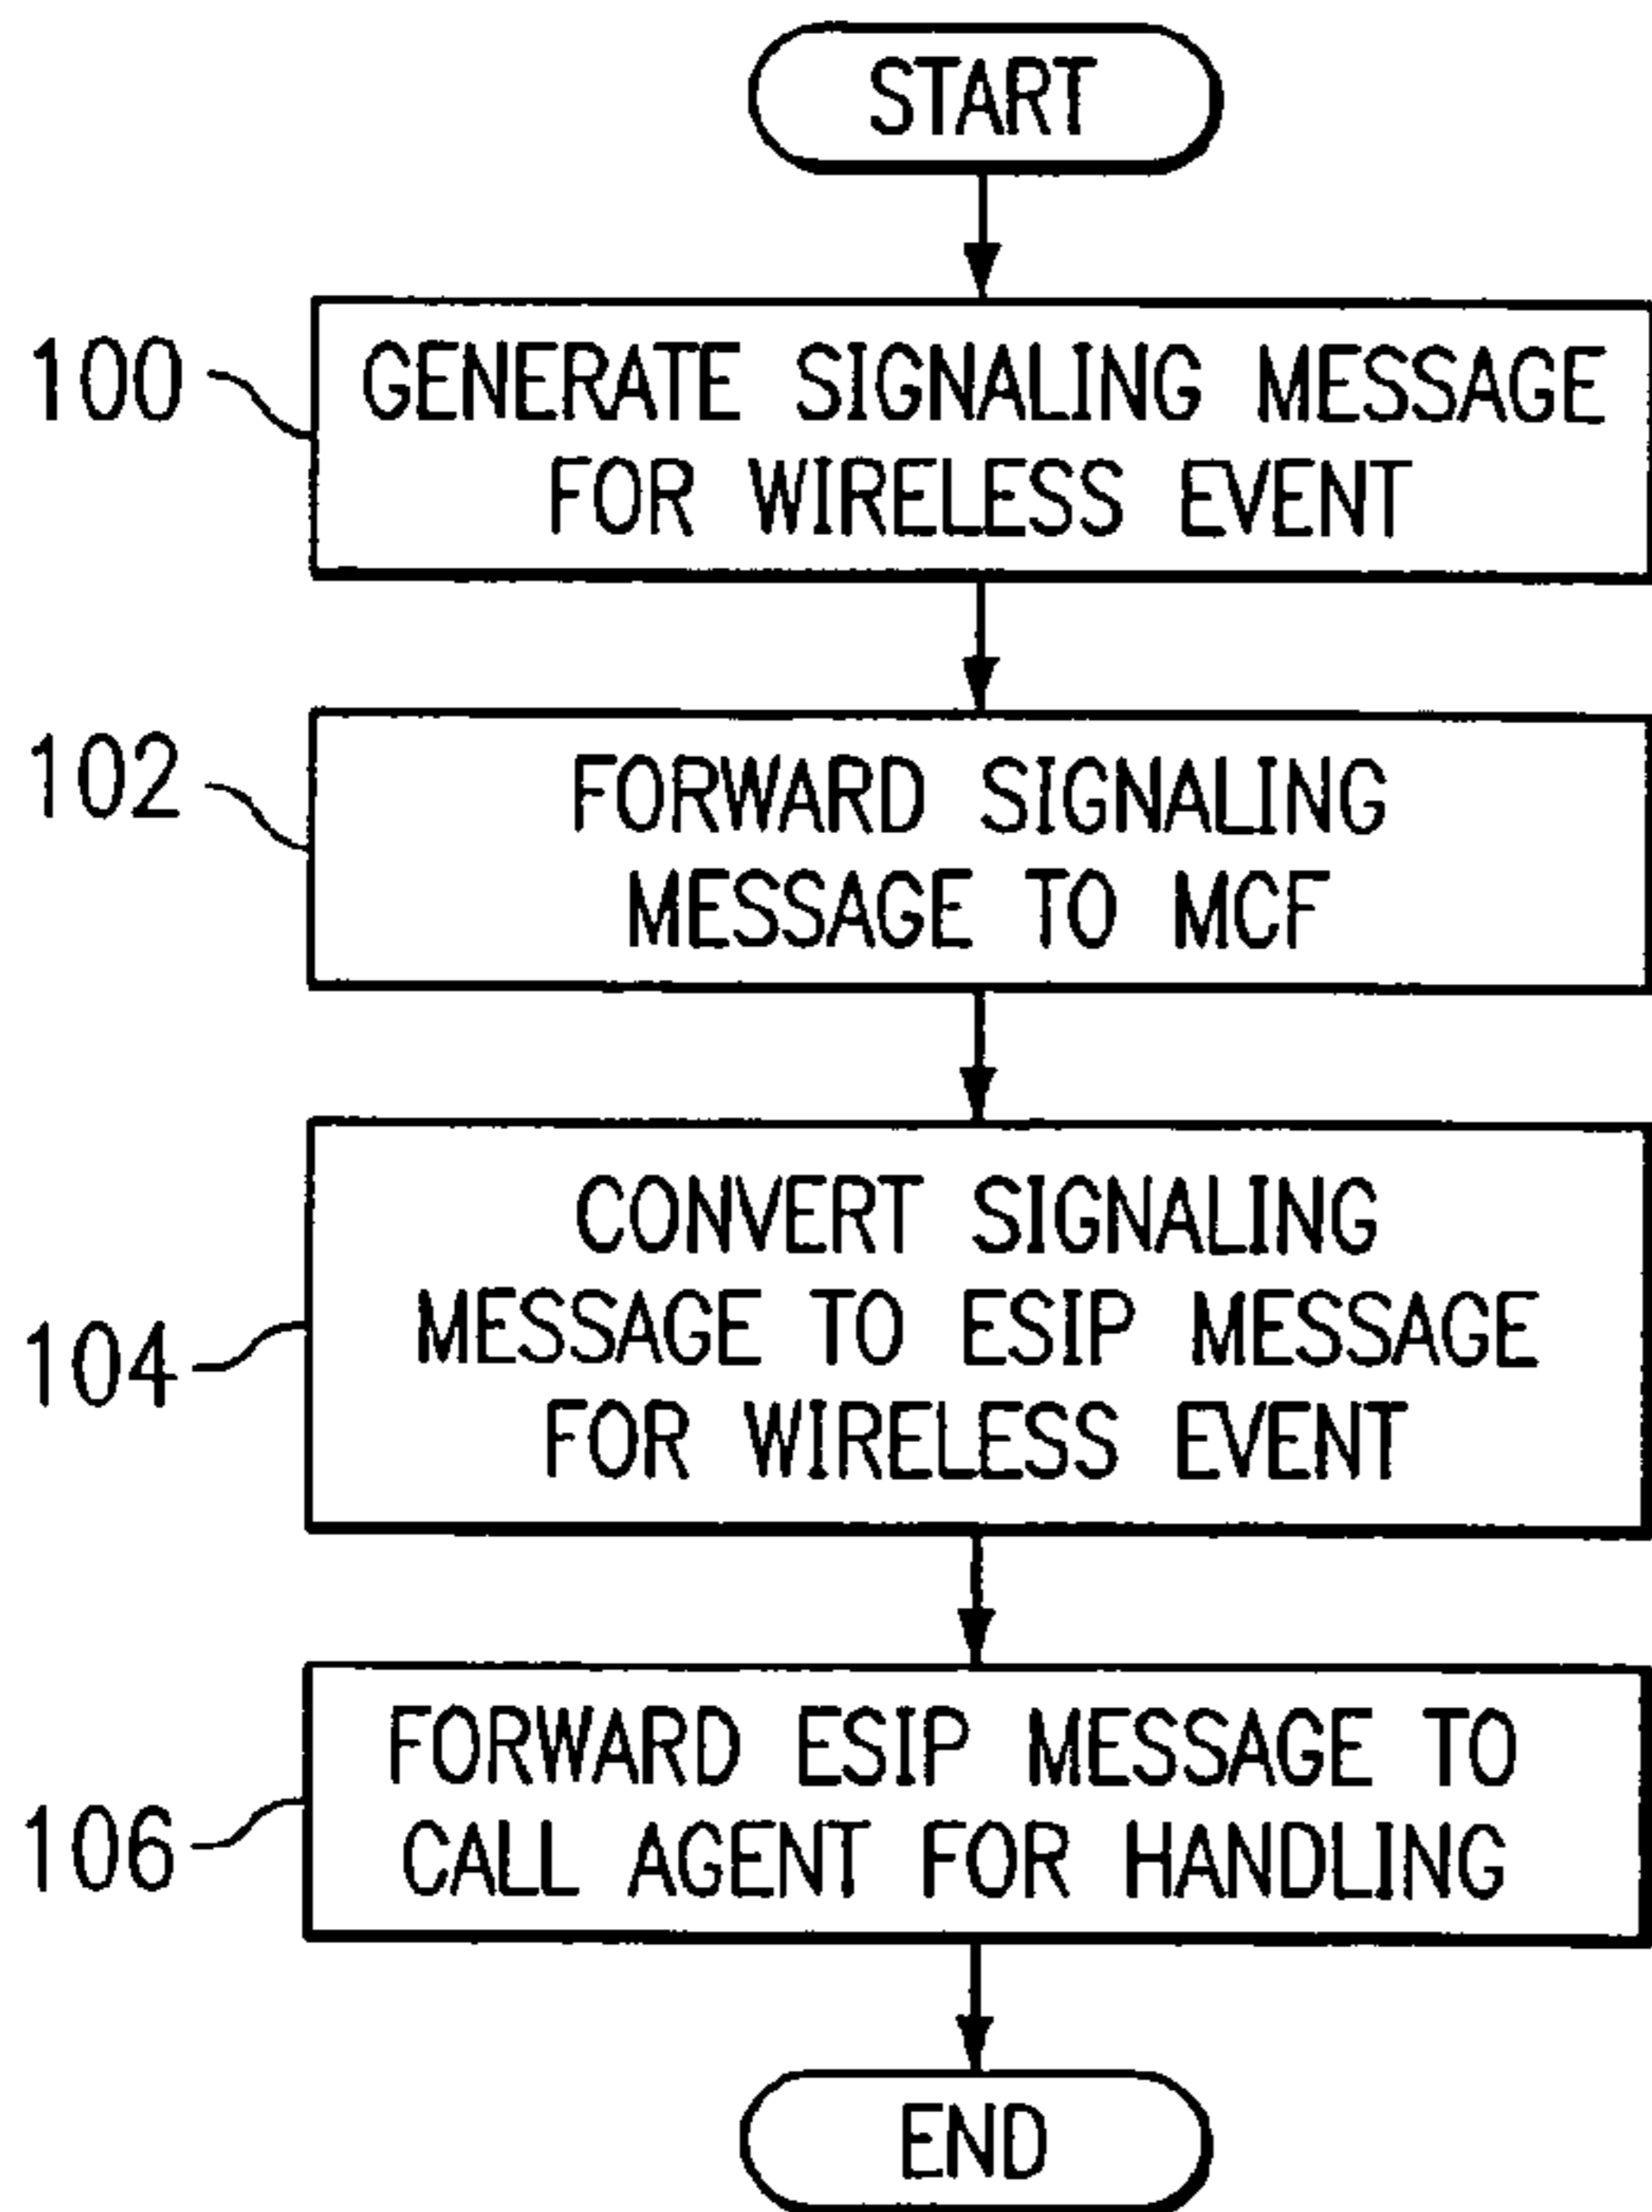 START
100
GENERATE SIGNALING MESSAGE
FOR WIRELESS EVENT
102
FORWARD SIGNALING
MESSAGE TO MCF
104
CONVERT SIGNALING
MESSAGE TO ESIP MESSAGE
FOR WIRELESS EVENT
106
FORWARD ESIP MESSAGE TO
CALL AGENT FOR HANDLING
END